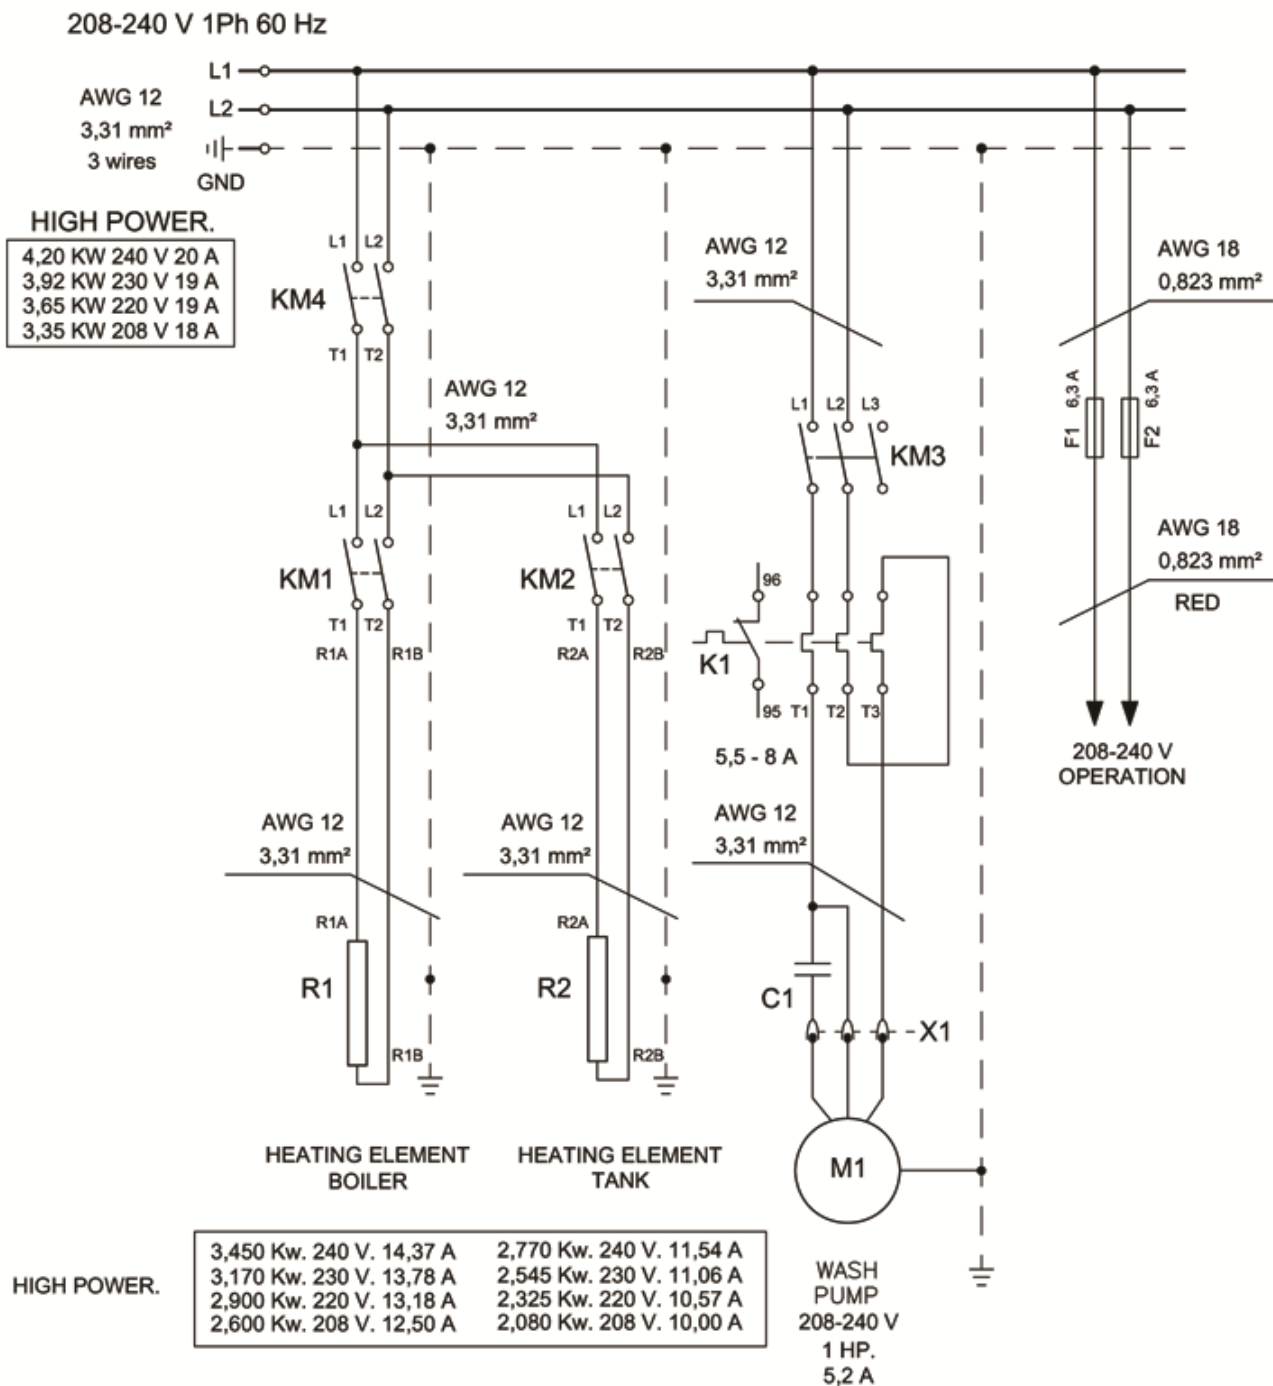 208-240 V 1Ph 60 Hz
L1
AWG 12
3,31 mm²
3 wires
L2
GND
HIGH POWER.
4,20 KW 240 V 20 A
3,92 KW 230 V 19 A
3,65 KW 220 V 19 A
3,35 KW 208 V 18 A
L1 L2
KM4
T1 T2
AWG 12
3,31 mm²
AWG 12
3,31 mm²
AWG 18
0,823 mm²
L1 L2 L3
KM3
F1 6,3 A
F2 6,3 A
L1 L2
KM1
T1 T2
R1A R1B
L1 L2
KM2
T1 T2
R2A R2B
96
K1
95 T1 T2 T3
5,5 - 8 A
AWG 18
0,823 mm²
RED
208-240 V
OPERATION
AWG 12
3,31 mm²
AWG 12
3,31 mm²
AWG 12
3,31 mm²
R1A
R1
R1B
R2A
R2
R2B
C1
X1
M1
HEATING ELEMENT
BOILER
HEATING ELEMENT
TANK
WASH
PUMP
208-240 V
1 HP.
5,2 A
HIGH POWER.
3,450 Kw. 240 V. 14,37 A 2,770 Kw. 240 V. 11,54 A
3,170 Kw. 230 V. 13,78 A 2,545 Kw. 230 V. 11,06 A
2,900 Kw. 220 V. 13,18 A 2,325 Kw. 220 V. 10,57 A
2,600 Kw. 208 V. 12,50 A 2,080 Kw. 208 V. 10,00 A